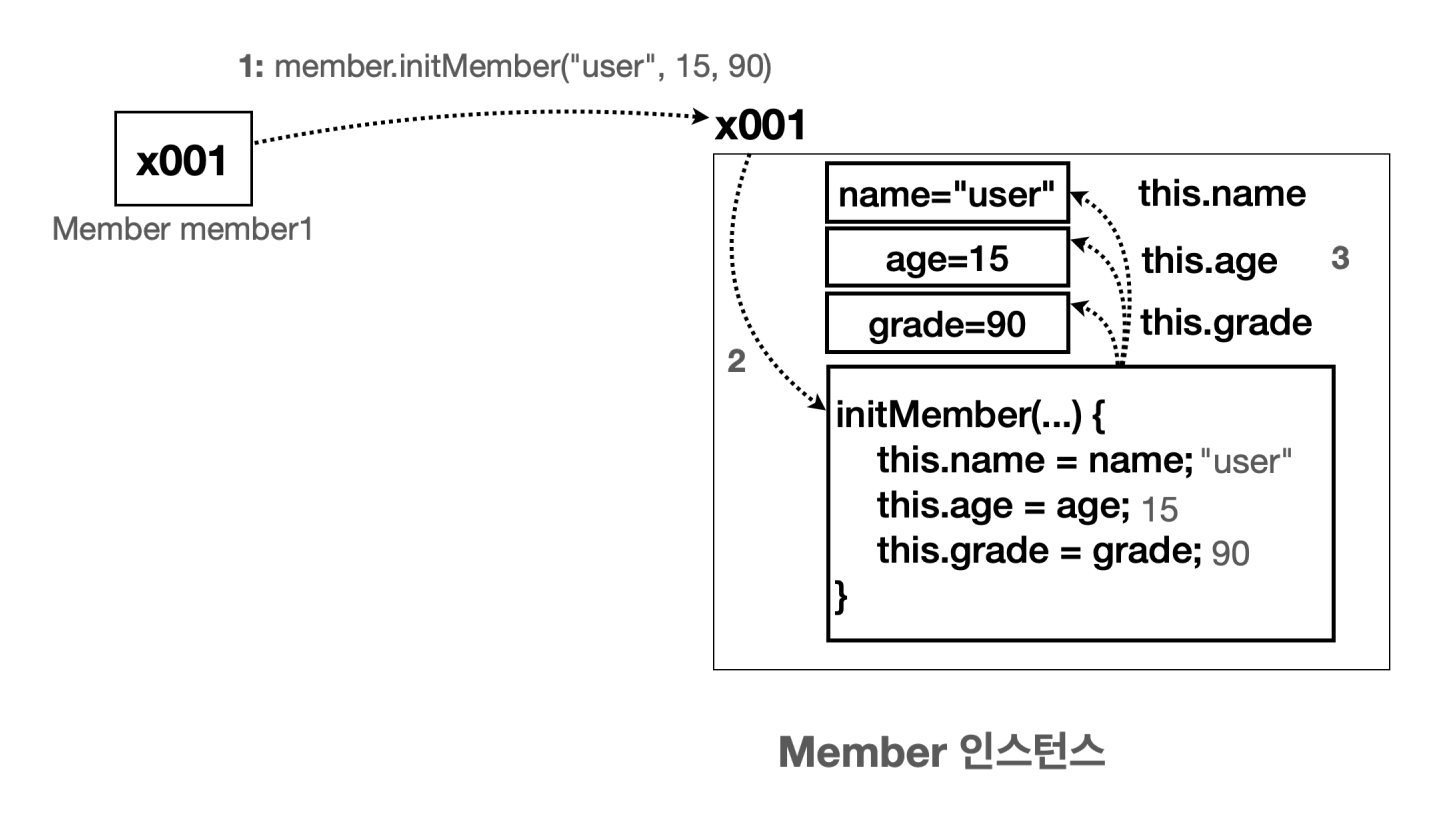 1: member.initMember("user", 15, 90)
x001
Member member1
x001
name="user"
this.name
age=15
this.age
3
grade=90
this.grade
2
initMember(...) {
this.name = name; "user"
this.age = age; 15
this.grade = grade; 90
}
Member 인스턴스